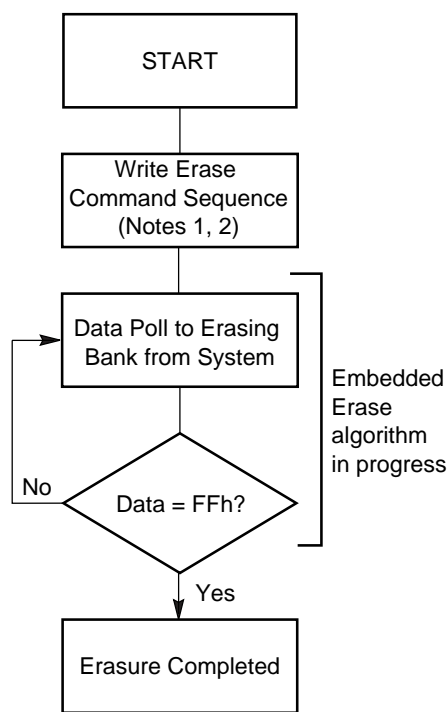 START
Write Erase
Command Sequence
(Notes 1, 2)
Data Poll to Erasing
Bank from System
Embedded
Erase
algorithm
in progress
No
Data = FFh?
Yes
Erasure Completed